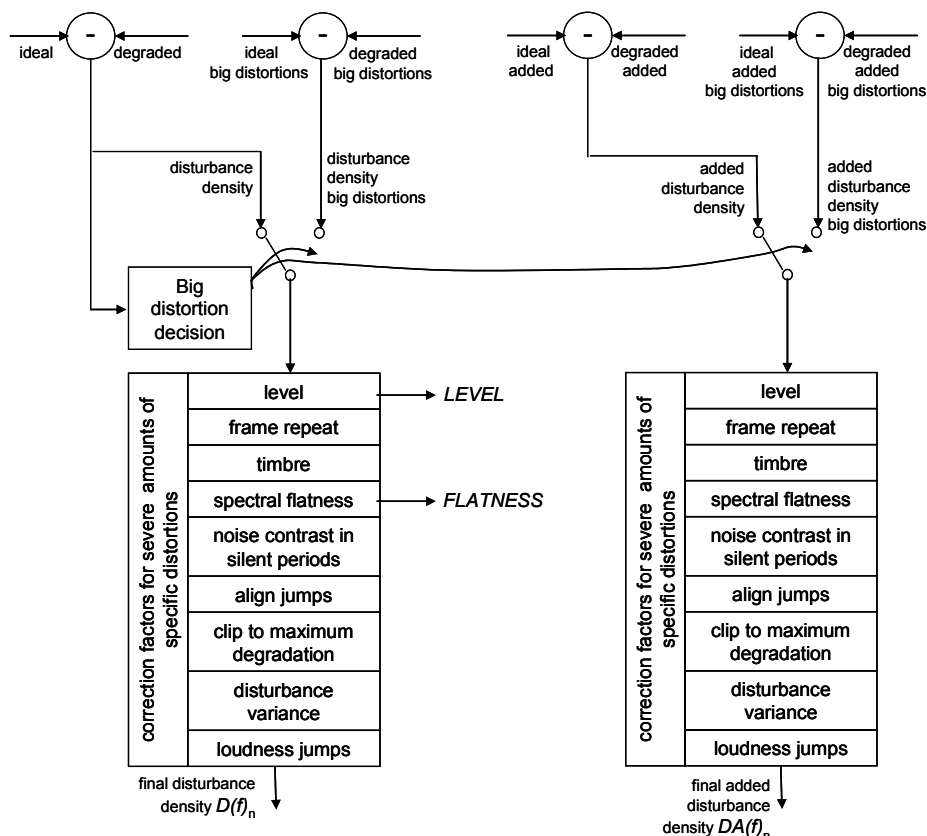 -
ideal
degraded
-
ideal
big distortions
degraded
big distortions
-
ideal
added
degraded
added
-
ideal
added
big distortions
degraded
added
big distortions
disturbance
density
disturbance
density
big distortions
added
disturbance
density
added
disturbance
density
big distortions
Big
distortion
decision
correction factors for severe amounts of
specific distortions
level
LEVEL
frame repeat
timbre
spectral flatness
FLATNESS
noise contrast in
silent periods
align jumps
clip to maximum
degradation
disturbance
variance
loudness jumps
final disturbance
density D(f)n
correction factors for severe amounts of
specific distortions
level
frame repeat
timbre
spectral flatness
noise contrast in
silent periods
align jumps
clip to maximum
degradation
disturbance
variance
loudness jumps
final added
disturbance
density DA(f)n